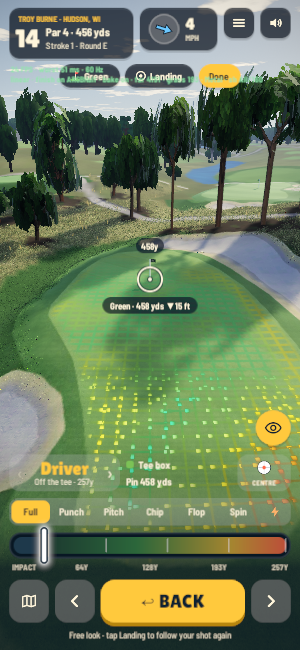 TROY BURNE - HUDSON, WI
14
Par 4 · 456 yds
Stroke 1 · Round E
4
MPH
Green
Landing
Done
458y
Green · 458 yds ▼15 ft
Driver
Off the tee · 257y
Tee box
Pin 458 yds
CENTRE
Full
Punch
Pitch
Chip
Flop
Spin
IMPACT
64Y
128Y
193Y
257Y
BACK
Free look · tap Landing to follow your shot again